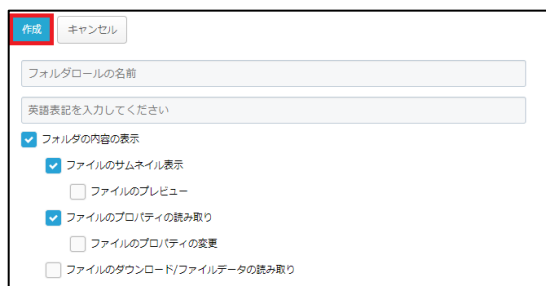 作成 キャンセル
フォルダロールの名前
英語表記を入力してください
フォルダの内容の表示
ファイルのサムネイル表示
ファイルのプレビュー
ファイルのプロパティの読み取り
ファイルのプロパティの変更
ファイルのダウンロード/ファイルデータの読み取り